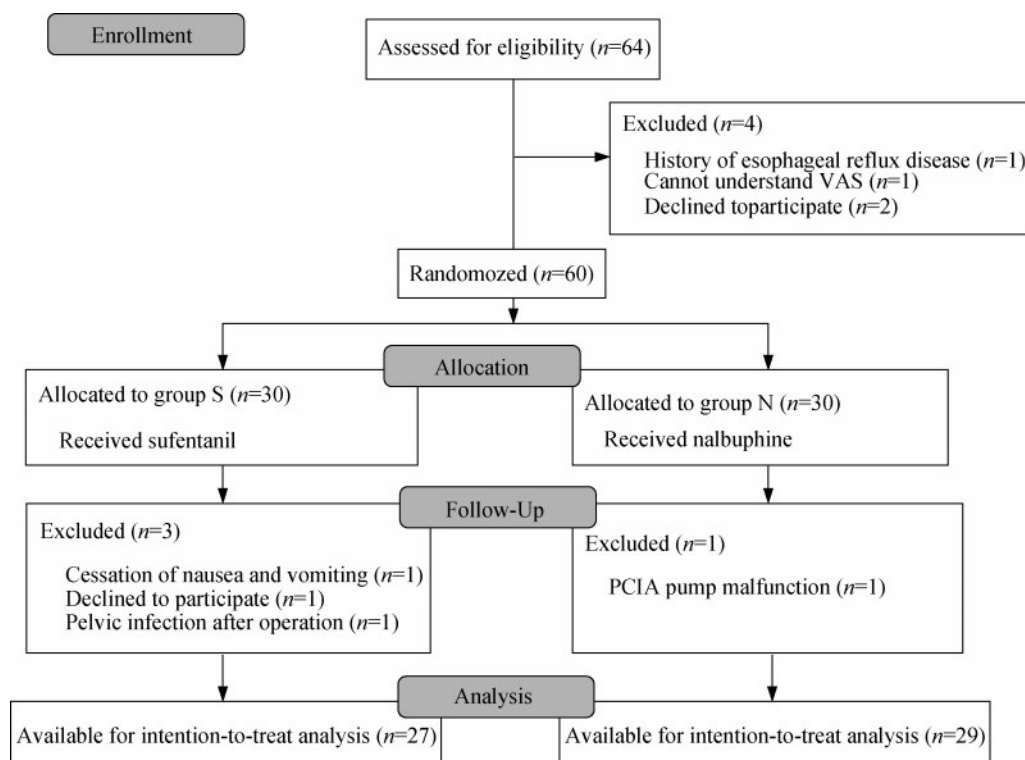 Enrollment
Assessed for eligibility (n=64)
Excluded (n=4)
History of esophageal reflux disease (n=1)
Cannot understand VAS (n=1)
Declined toparticipate (n=2)
Randomozed (n=60)
Allocation
Allocated to group S (n=30)
Received sufentanil
Allocated to group N (n=30)
Received nalbuphine
Follow-Up
Excluded (n=3)
Cessation of nausea and vomiting (n=1)
Declined to participate (n=1)
Pelvic infection after operation (n=1)
Excluded (n=1)
PCIA pump malfunction (n=1)
Analysis
Available for intention-to-treat analysis (n=27)
Available for intention-to-treat analysis (n=29)